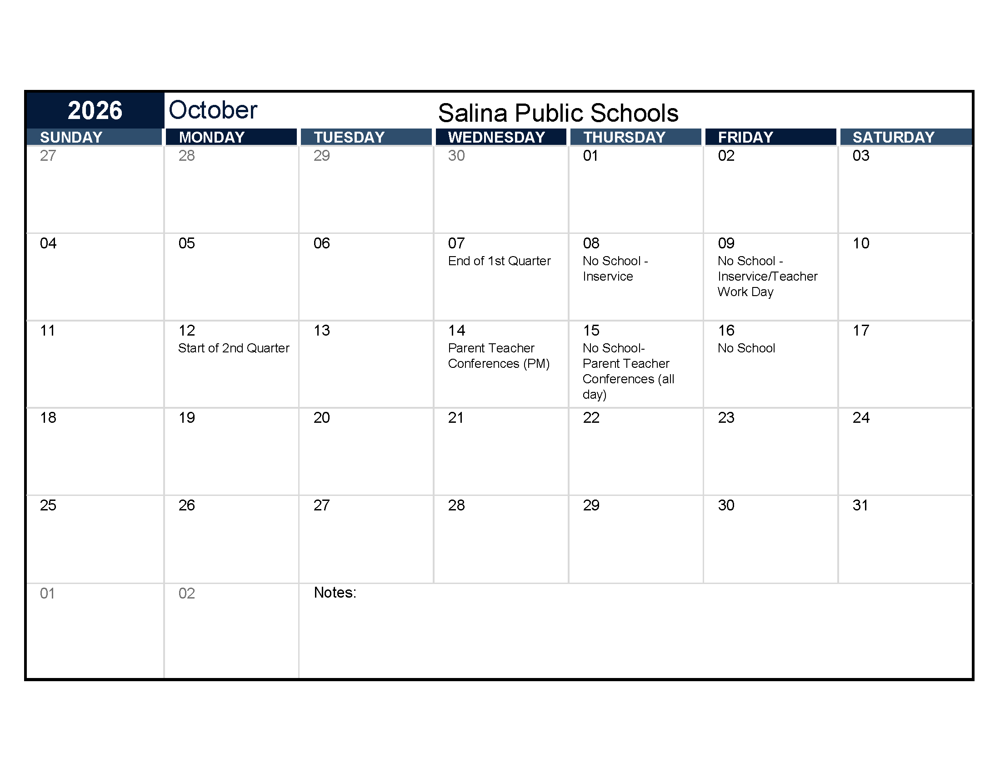 2026 October Salina Public Schools
SUNDAY MONDAY TUESDAY WEDNESDAY THURSDAY FRIDAY SATURDAY
27 28 29 30 01 02 03
04 05 06 07 08 09 10
End of 1st Quarter No School - No School -
Inservice Inservice/Teacher
Work Day
11 12 13 14 15 16 17
Start of 2nd Quarter Parent Teacher No School- No School
Conferences (PM) Parent Teacher
Conferences (all
day)
18 19 20 21 22 23 24
25 26 27 28 29 30 31
01 02 Notes: